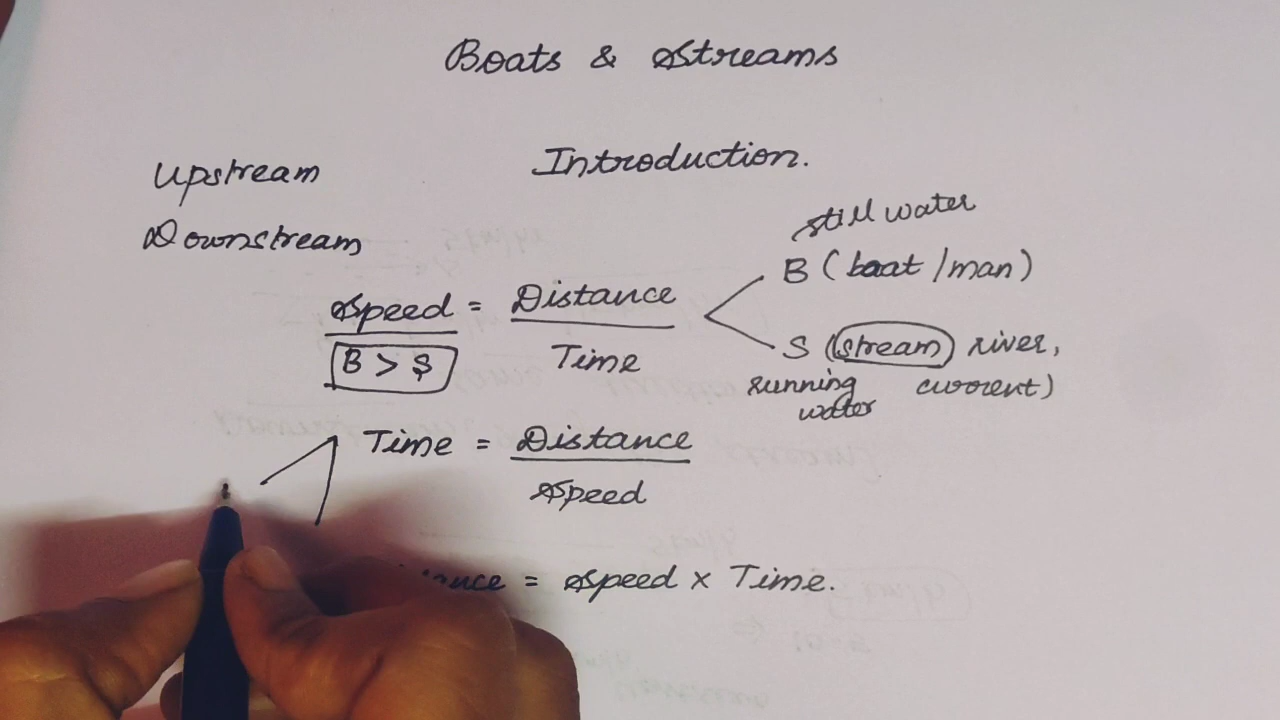 Boats & Streams
Introduction.
Upstream
Downstream
still water
B (boat / man)
Speed = Distance / Time
B > S
S (stream) river,
running water
current)
Time = Distance / Speed
= Speed x Time.